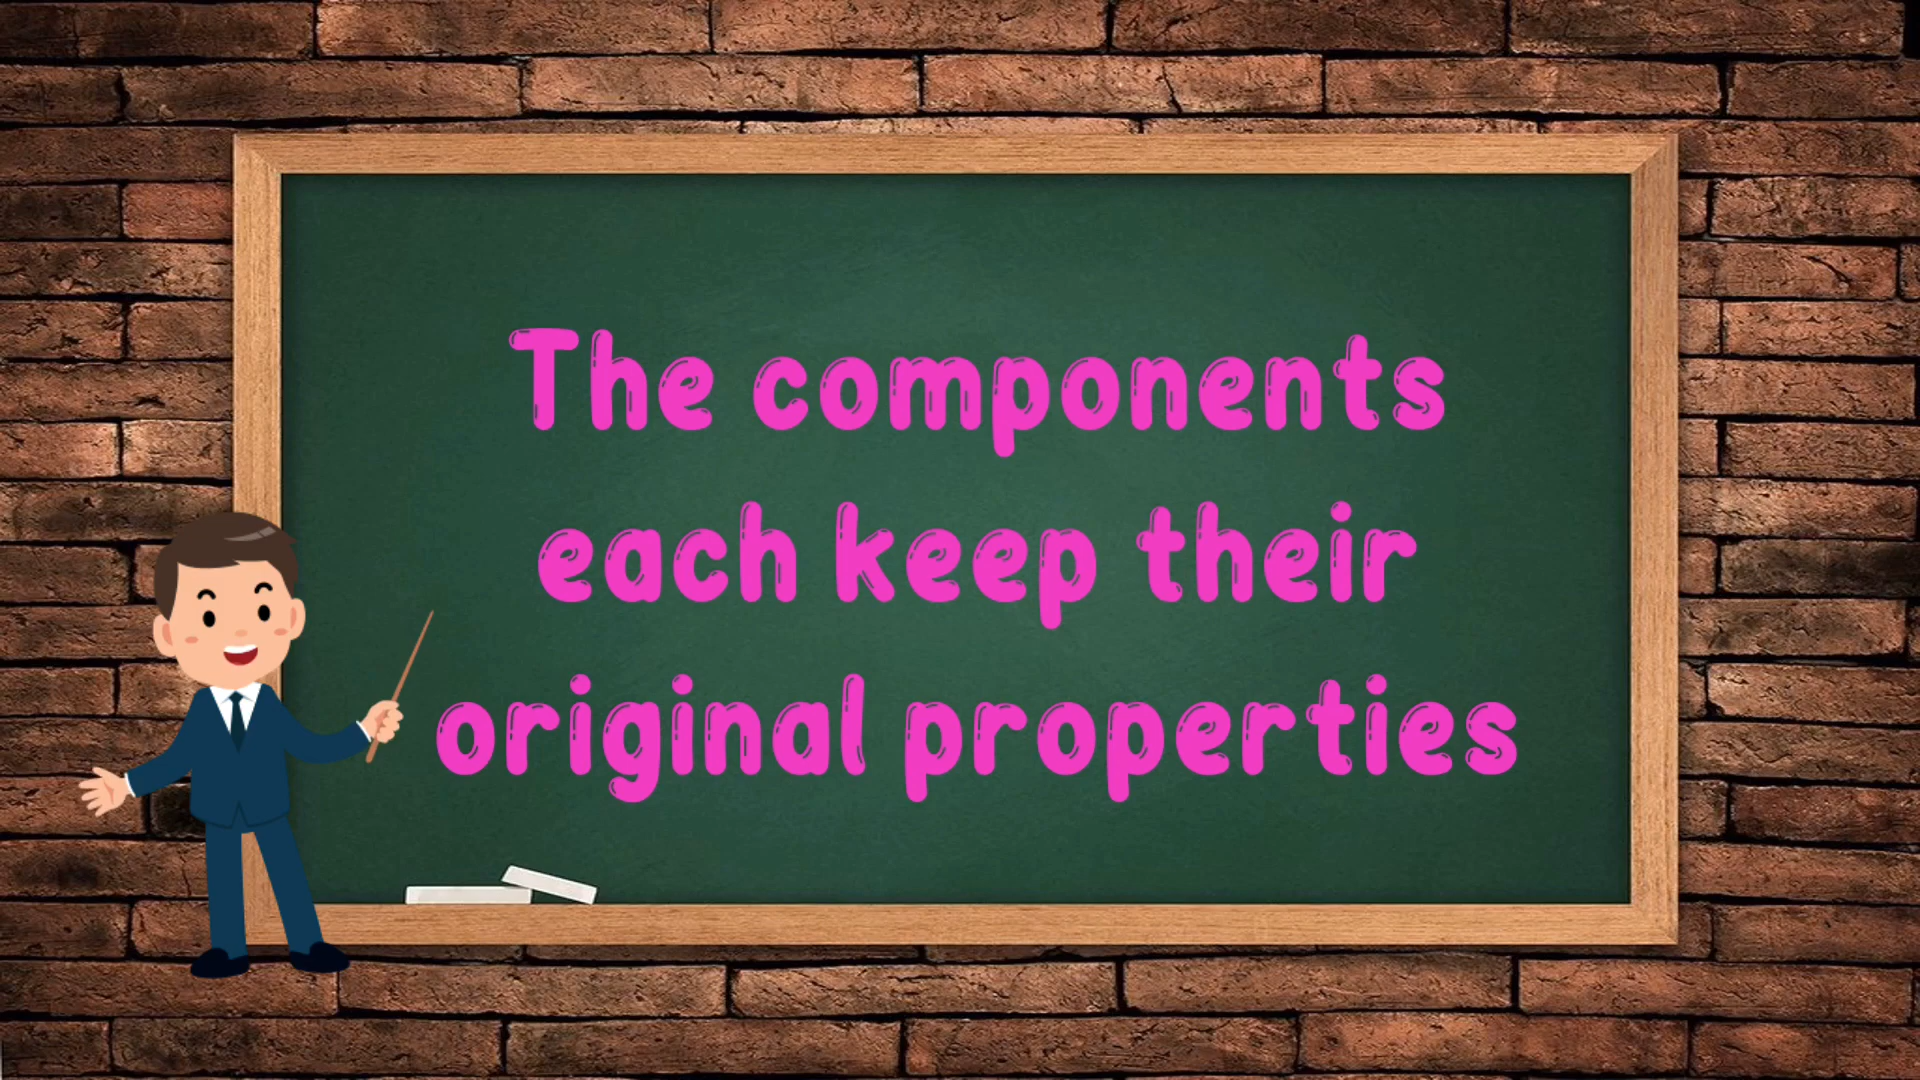 The components
each keep their
original properties